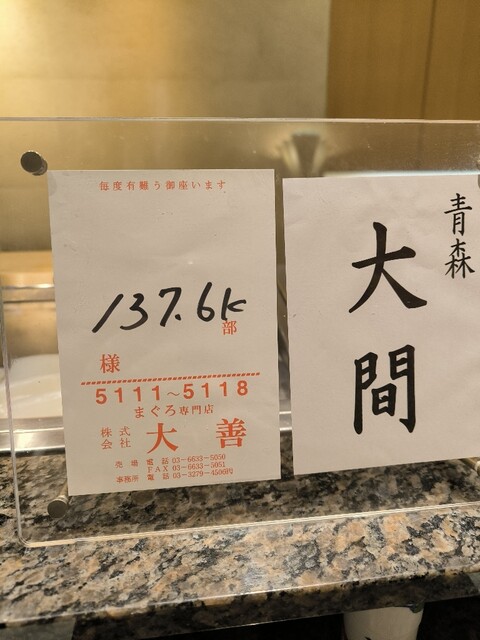 毎度有難う御座います
137.6k
部
様
5111～5118
まぐろ専門店
株式会社 大善
売場 電話 03-6633-5050
FAX 03-6633-5051
事務所 電話 03-3279-4506
青森
大間